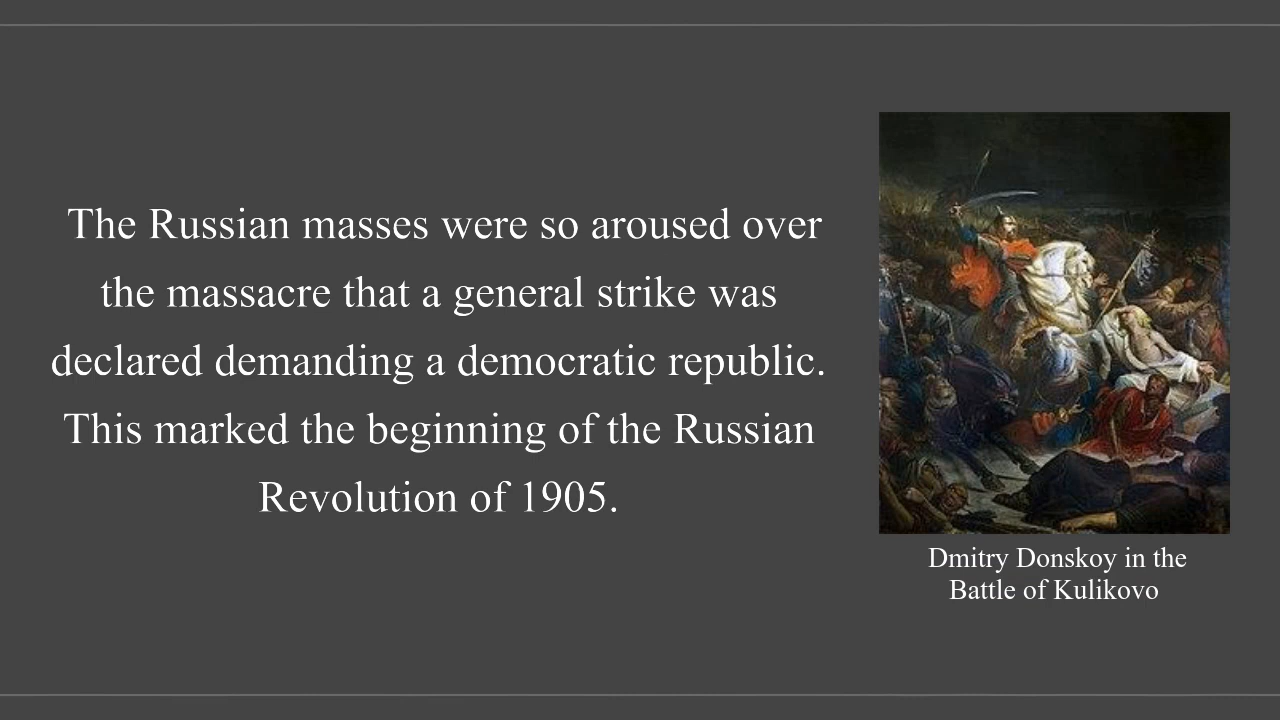 The Russian masses were so aroused over
the massacre that a general strike was
declared demanding a democratic republic.
This marked the beginning of the Russian
Revolution of 1905.
Dmitry Donskoy in the
Battle of Kulikovo